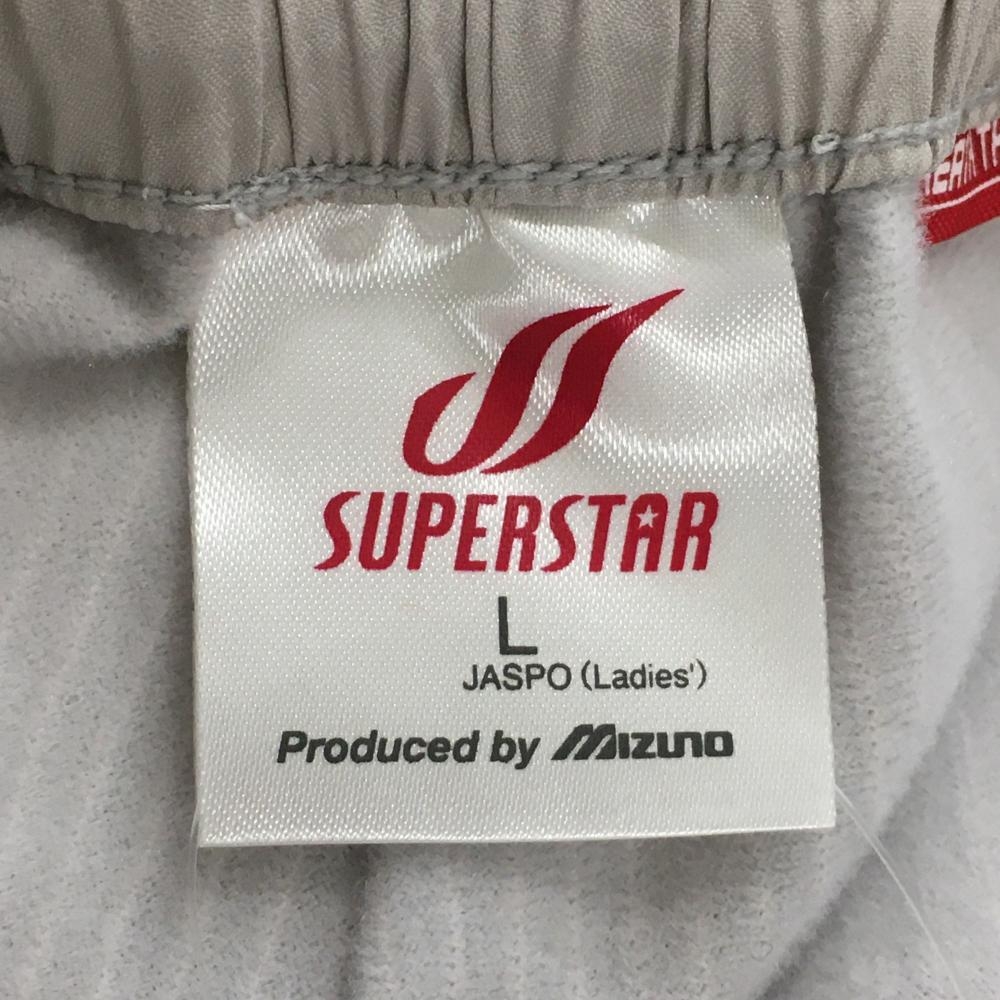 SUPERSTAR
L
JASPO (Ladies')
Produced by MIZUNO